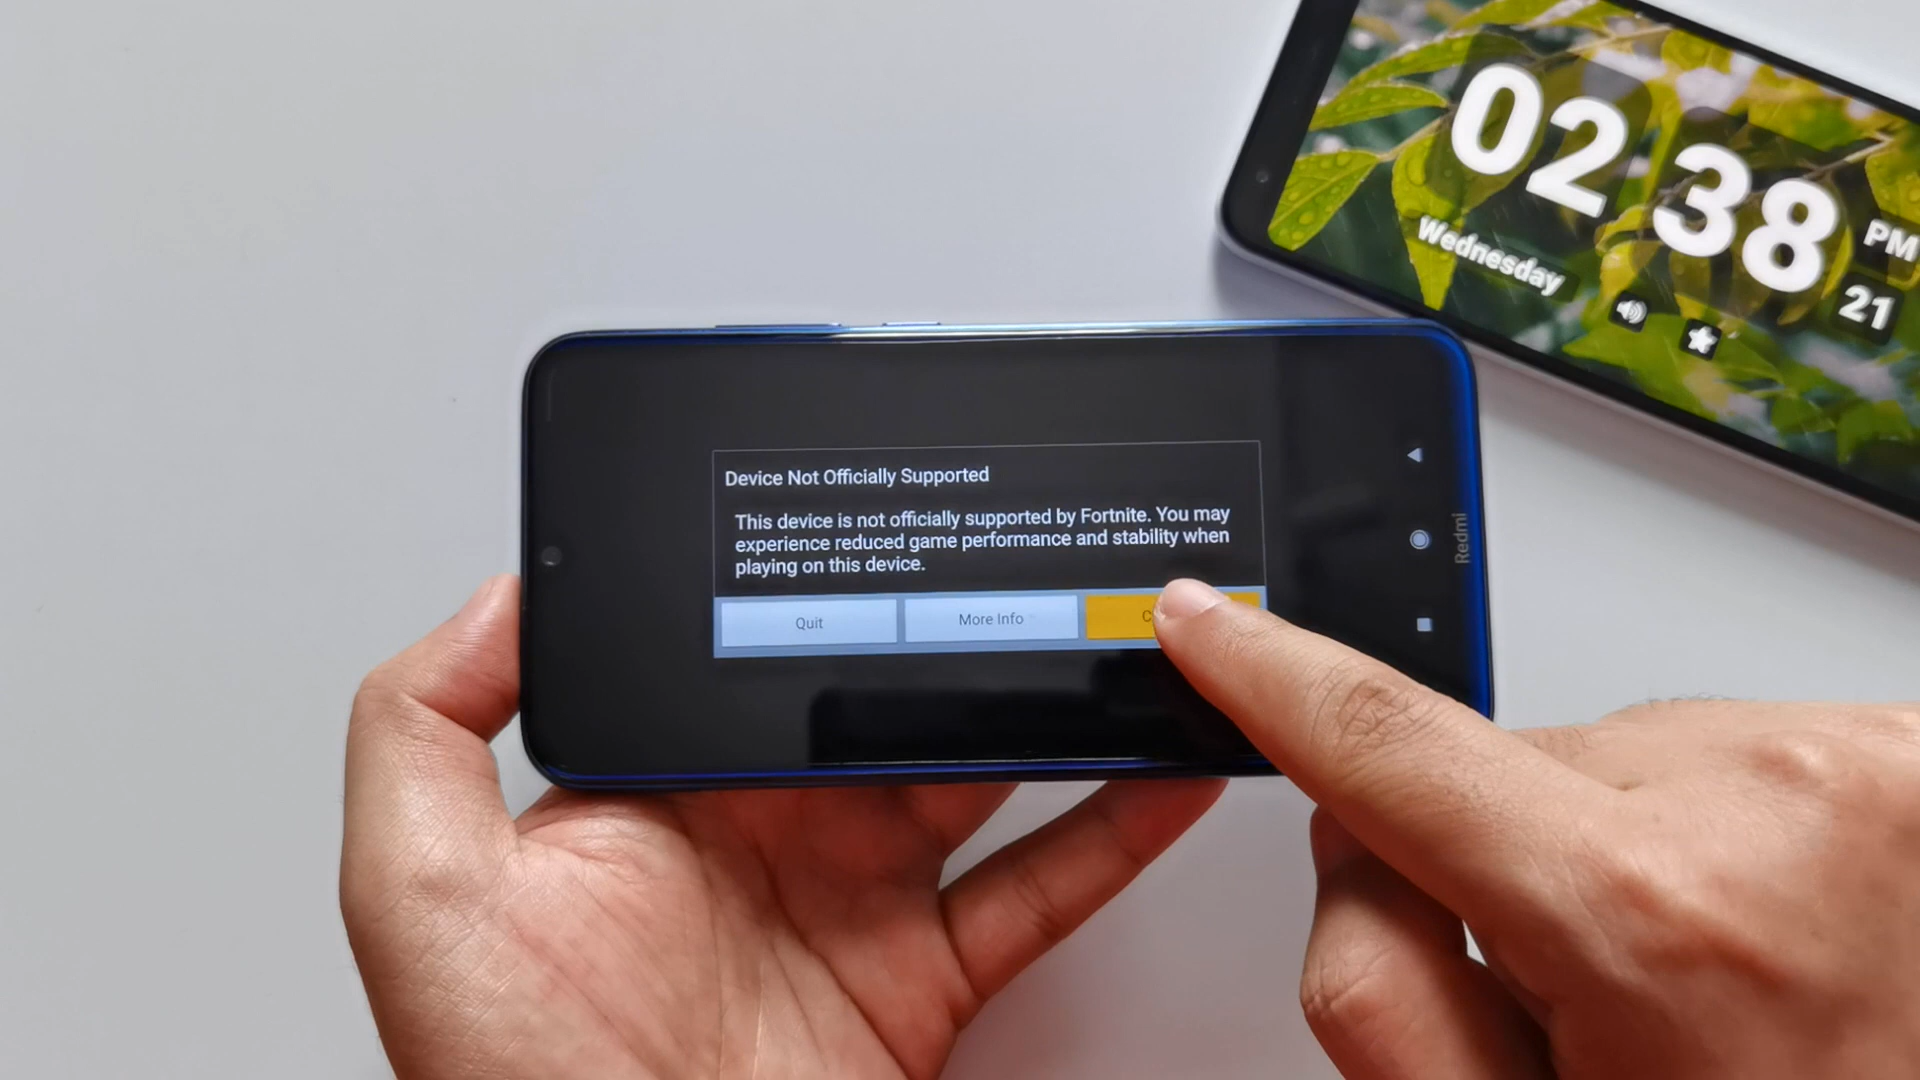 02 38 PM
Wednesday 21
Device Not Officially Supported
This device is not officially supported by Fortnite. You may
experience reduced game performance and stability when
playing on this device.
Quit More Info
Redmi